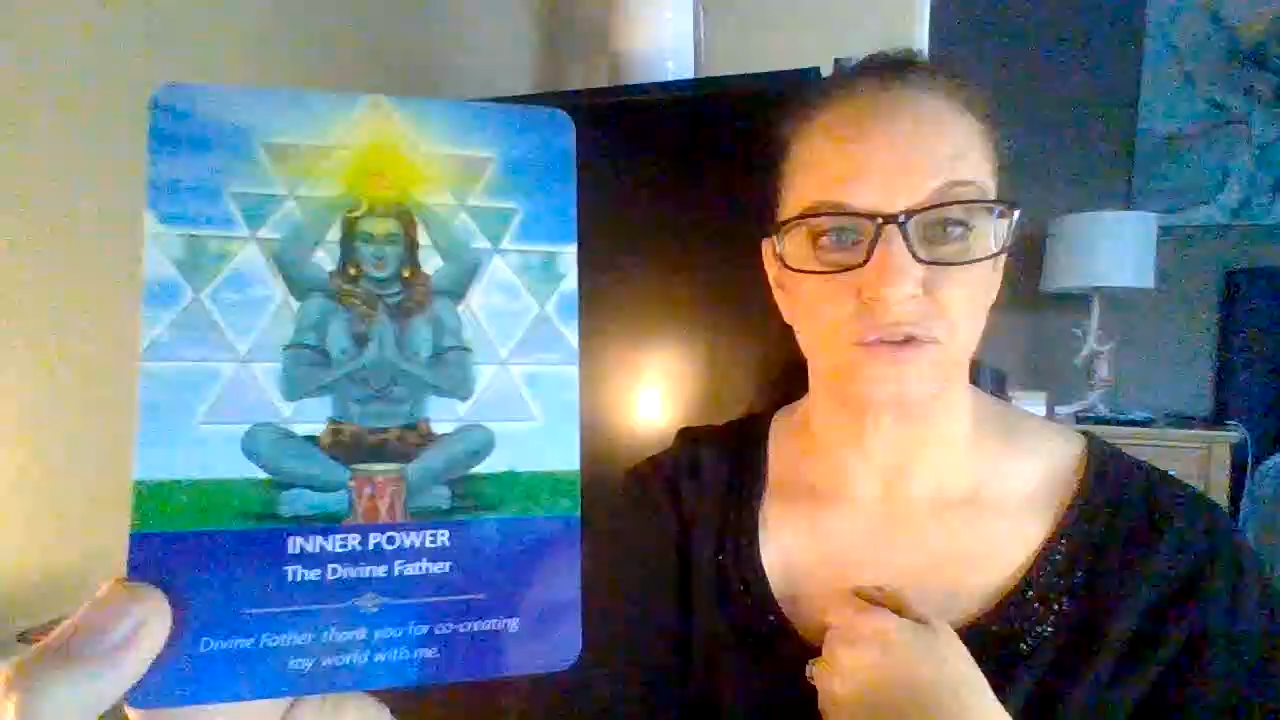 INNER POWER
The Divine Father
Divine Father thank you for co-creating
my world with me.